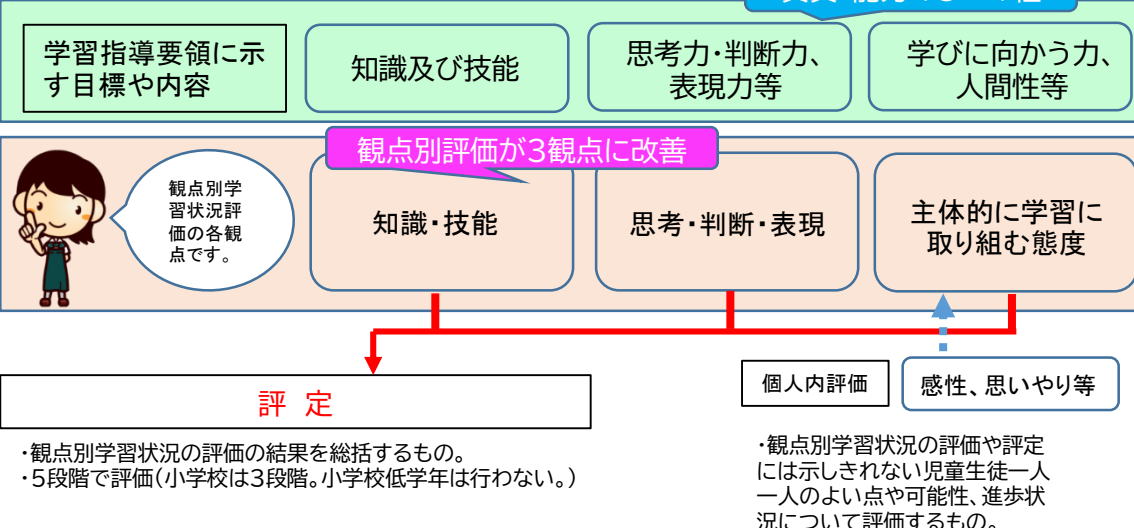 学習指導要領に示
す目標や内容
知識及び技能
思考力・判断力、
表現力等
学びに向かう力、
人間性等
観点別評価が3観点に改善
観点別学
習状況評
価の各観
点です。
知識・技能
思考・判断・表現
主体的に学習に
取り組む態度
評 定
個人内評価
感性、思いやり等
・観点別学習状況の評価の結果を総括するもの。
・5段階で評価(小学校は3段階。小学校低学年は行わない。)
・観点別学習状況の評価や評定
には示しきれない児童生徒一人
一人のよい点や可能性、進歩状
況について評価するもの。